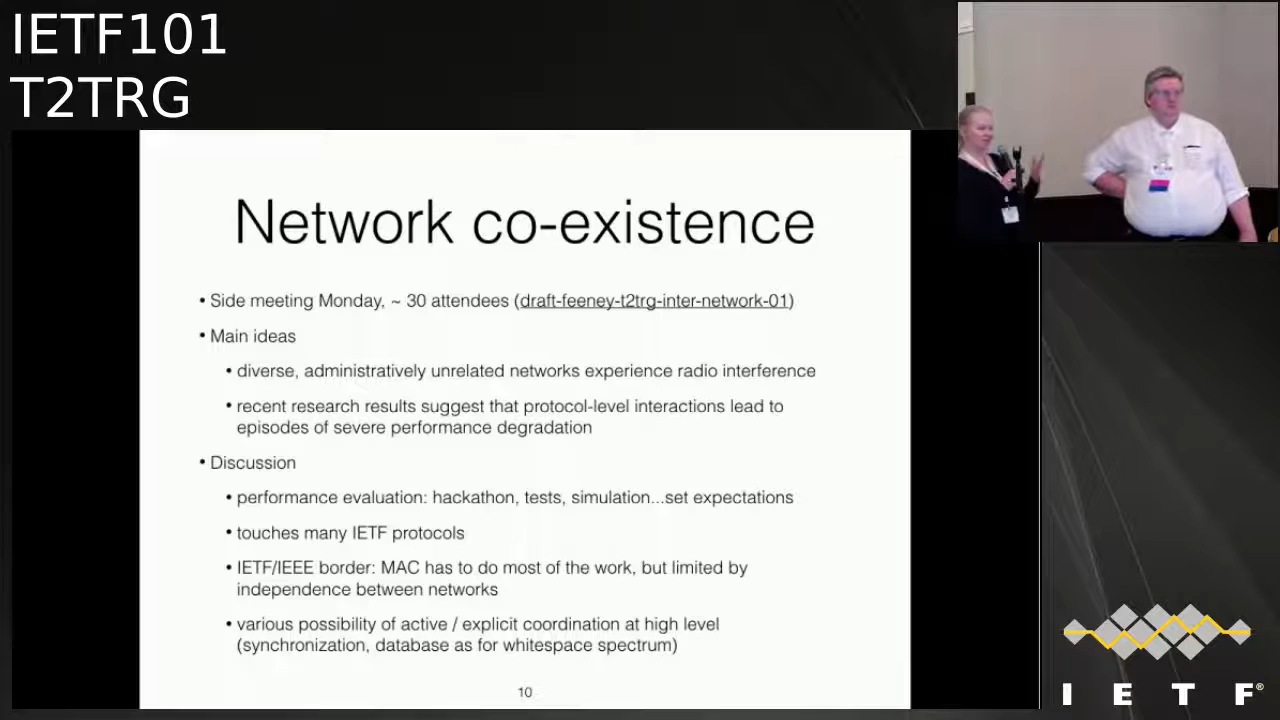 IETF101
T2TRG
Network co-existence
• Side meeting Monday, ~ 30 attendees (draft-feeney-t2trg-inter-network-01)
• Main ideas
• diverse, administratively unrelated networks experience radio interference
• recent research results suggest that protocol-level interactions lead to
episodes of severe performance degradation
• Discussion
• performance evaluation: hackathon, tests, simulation...set expectations
• touches many IETF protocols
• IETF/IEEE border: MAC has to do most of the work, but limited by
independence between networks
• various possibility of active / explicit coordination at high level
(synchronization, database as for whitespace spectrum)
10
I E T F®